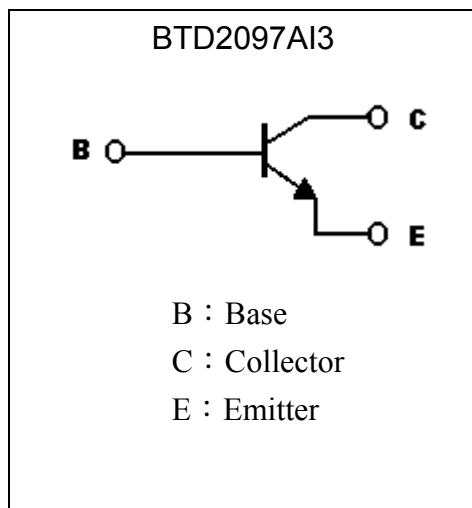 BTD2097AI3
B
C
E
B：Base
C：Collector
E：Emitter